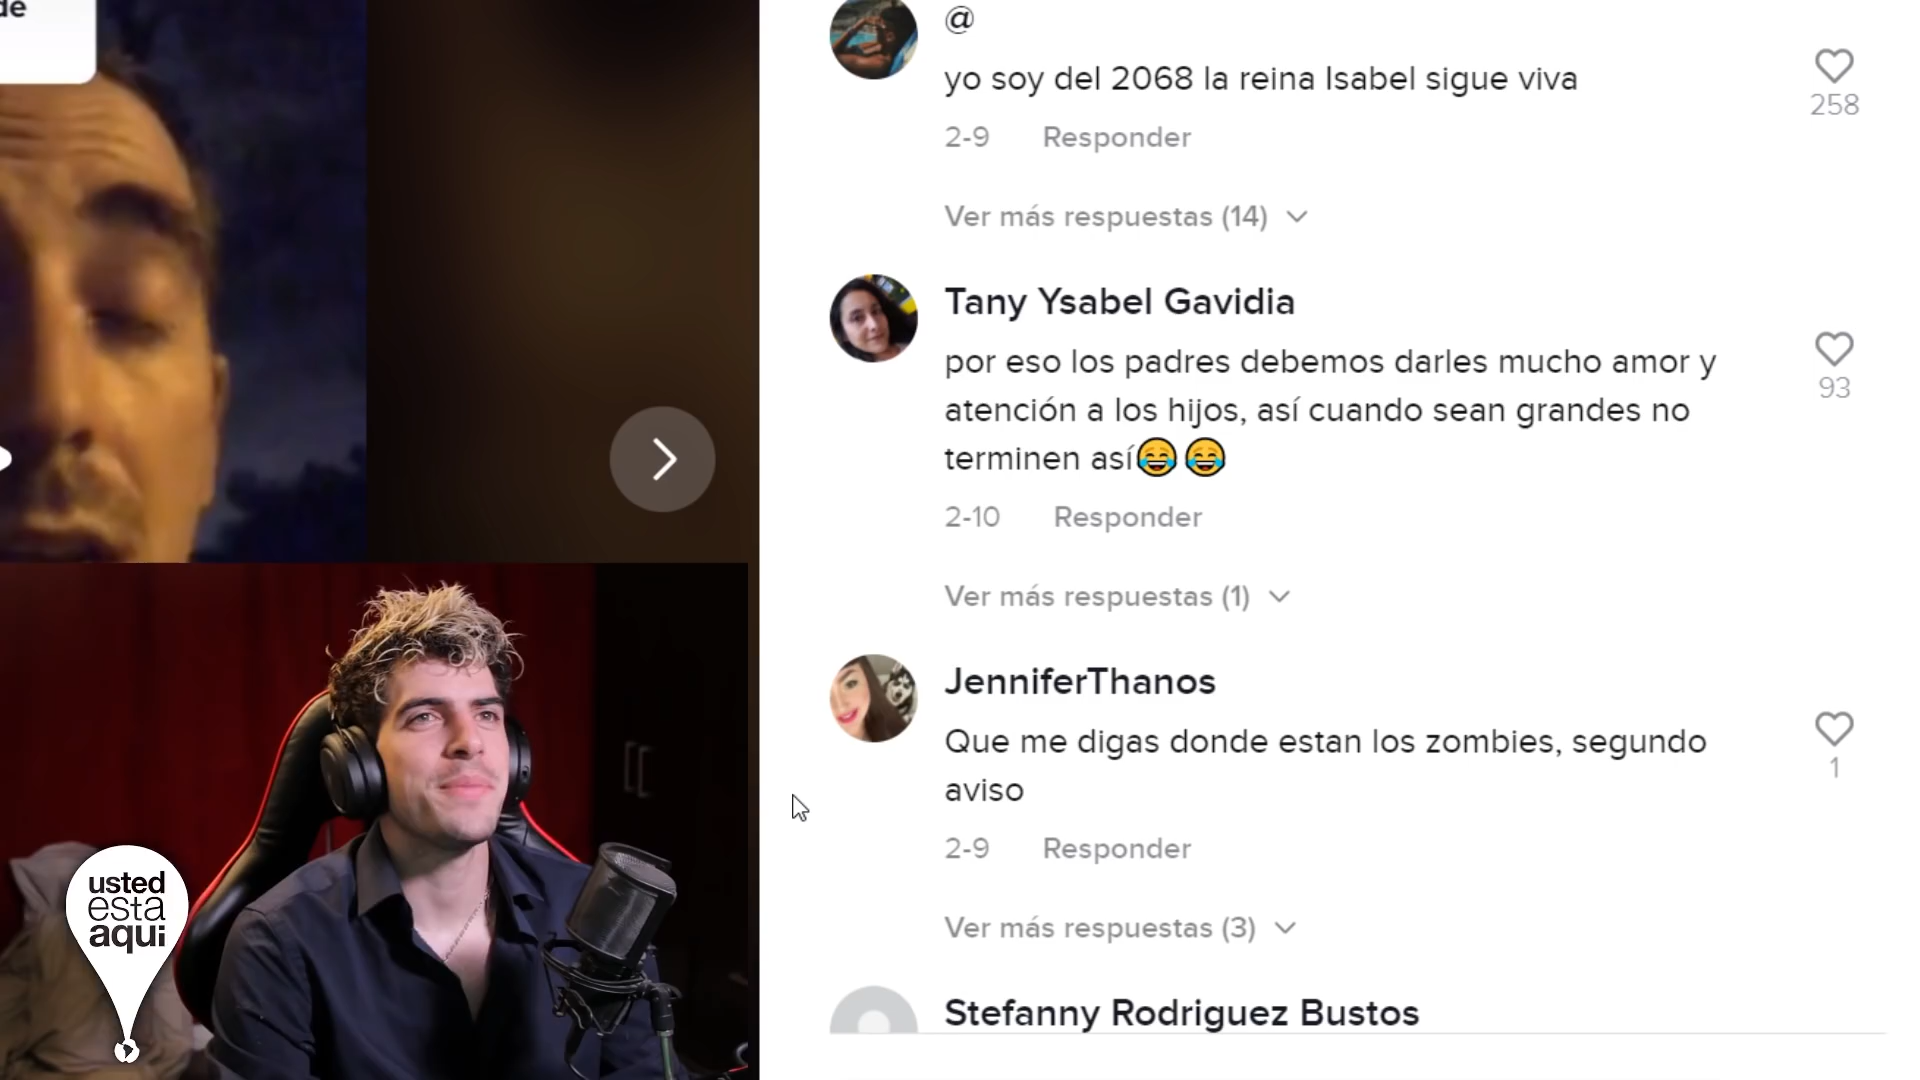 de
@
yo soy del 2068 la reina Isabel sigue viva
258
2-9 Responder
Ver más respuestas (14)
Tany Ysabel Gavidia
por eso los padres debemos darles mucho amor y
atención a los hijos, así cuando sean grandes no
terminen así😂😂
93
2-10 Responder
Ver más respuestas (1)
JenniferThanos
Que me digas donde estan los zombies, segundo
aviso
1
2-9 Responder
Ver más respuestas (3)
Stefanny Rodriguez Bustos
usted
esta
aqui